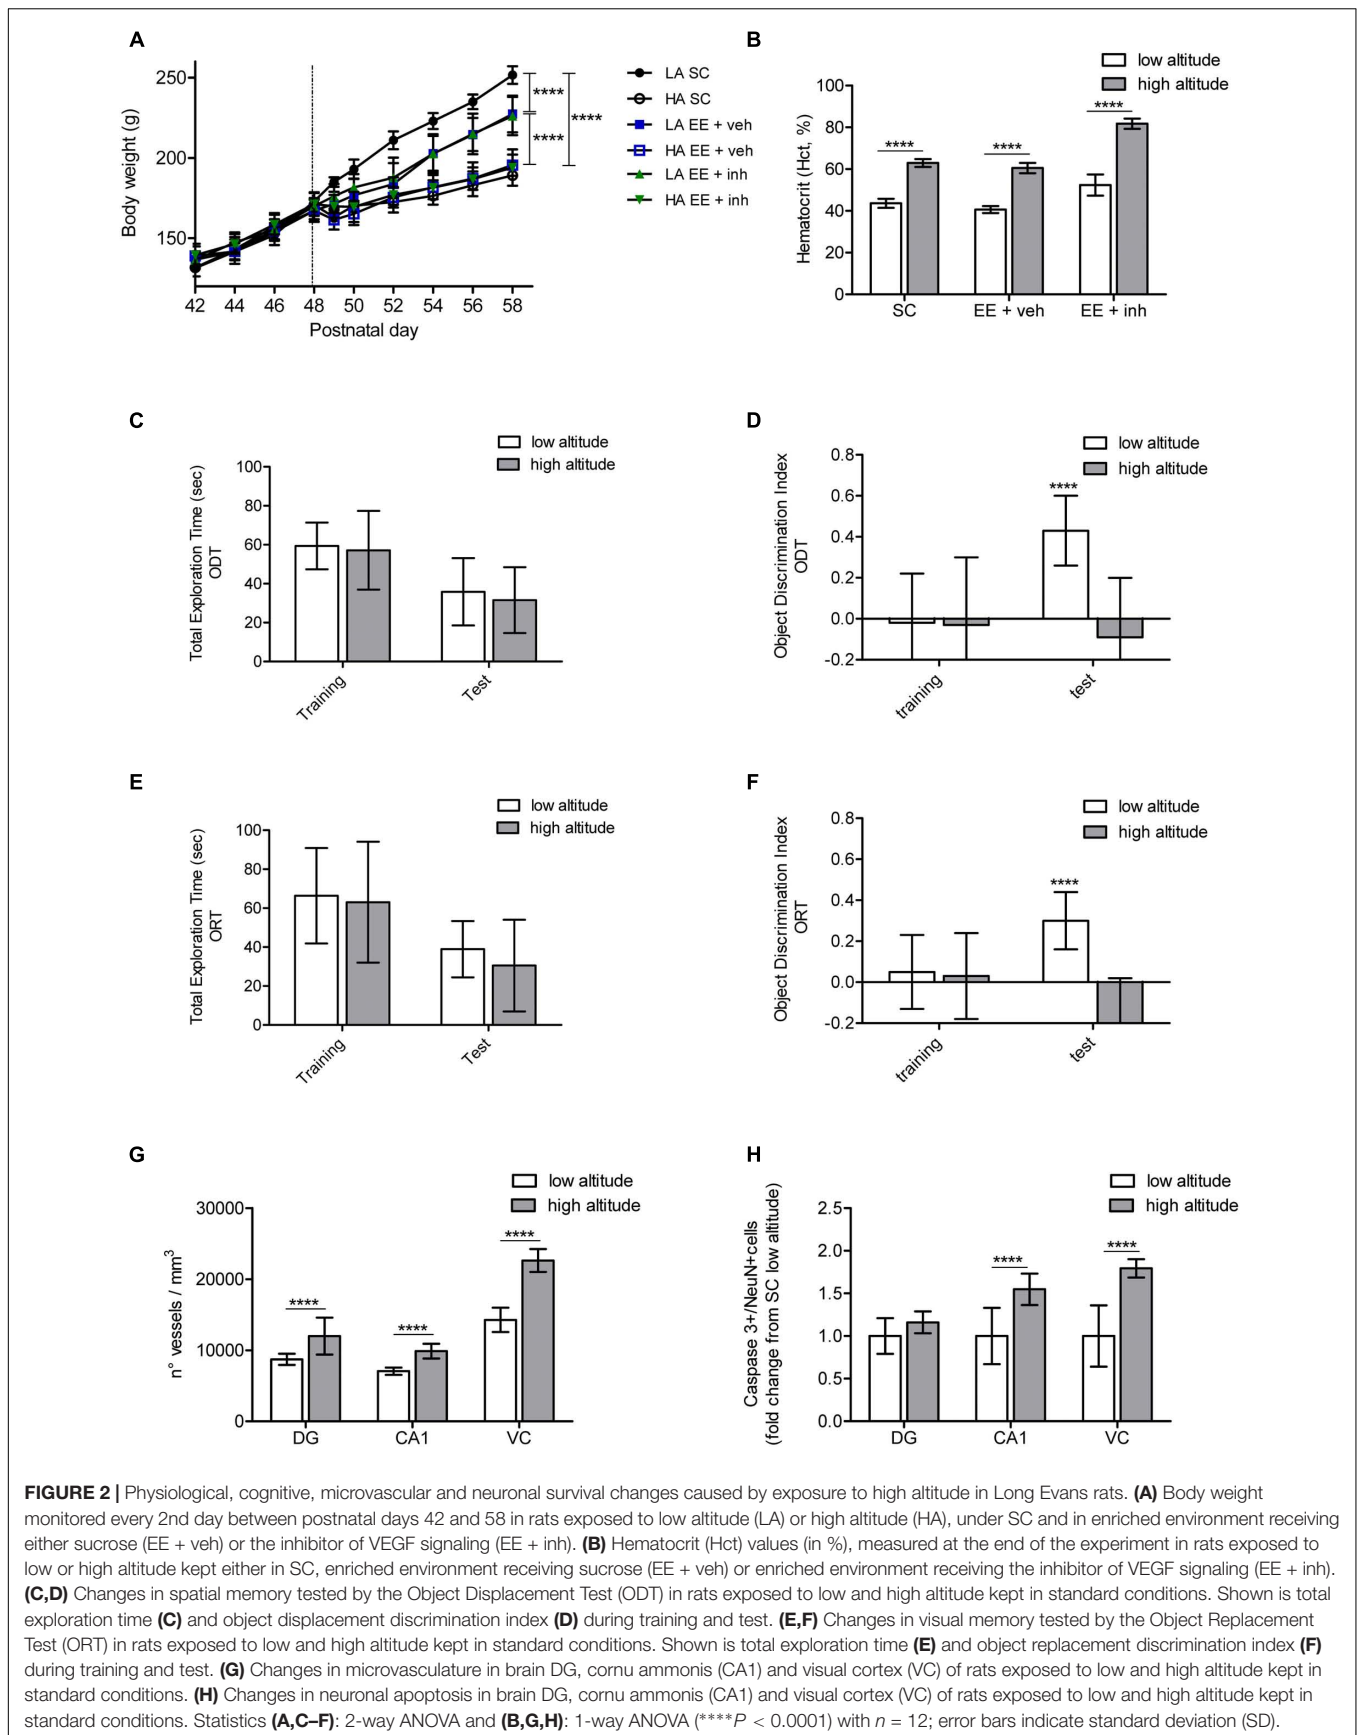 A
Body weight (g)
250
200
150
42 44 46 48 50 52 54 56 58
Postnatal day
****
****
****
LA SC
HA SC
LA EE + veh
HA EE + veh
LA EE + inh
HA EE + inh
B
low altitude
high altitude
Hematocrit (Hct, %)
100
80
60
40
20
0
****
****
****
SC EE + veh EE + inh
C
low altitude
high altitude
Total Exploration Time (sec)
ODT
100
80
60
40
20
0
Training Test
D
low altitude
high altitude
Object Discrimination Index
ODT
0.8
0.6
0.4
0.2
0.0
-0.2
****
training test
E
low altitude
high altitude
Total Exploration Time (sec)
ORT
100
80
60
40
20
0
Training Test
F
low altitude
high altitude
Object Discrimination Index
ORT
0.8
0.6
0.4
0.2
0.0
-0.2
****
training test
G
low altitude
high altitude
n° vessels / mm³
30000
20000
10000
0
****
****
****
DG CA1 VC
H
low altitude
high altitude
Caspase 3+/NeuN+cells
(fold change from SC low altitude)
2.5
2.0
1.5
1.0
0.5
0.0
****
****
DG CA1 VC
FIGURE 2 | Physiological, cognitive, microvascular and neuronal survival changes caused by exposure to high altitude in Long Evans rats. (A) Body weight
monitored every 2nd day between postnatal days 42 and 58 in rats exposed to low altitude (LA) or high altitude (HA), under SC and in enriched environment receiving
either sucrose (EE + veh) or the inhibitor of VEGF signaling (EE + inh). (B) Hematocrit (Hct) values (in %), measured at the end of the experiment in rats exposed to
low or high altitude kept either in SC, enriched environment receiving sucrose (EE + veh) or enriched environment receiving the inhibitor of VEGF signaling (EE + inh).
(C,D) Changes in spatial memory tested by the Object Displacement Test (ODT) in rats exposed to low and high altitude kept in standard conditions. Shown is total
exploration time (C) and object displacement discrimination index (D) during training and test. (E,F) Changes in visual memory tested by the Object Replacement
Test (ORT) in rats exposed to low and high altitude kept in standard conditions. Shown is total exploration time (E) and object replacement discrimination index (F)
during training and test. (G) Changes in microvasculature in brain DG, cornu ammonis (CA1) and visual cortex (VC) of rats exposed to low and high altitude kept in
standard conditions. (H) Changes in neuronal apoptosis in brain DG, cornu ammonis (CA1) and visual cortex (VC) of rats exposed to low and high altitude kept in
standard conditions. Statistics (A,C–F): 2-way ANOVA and (B,G,H): 1-way ANOVA (****P < 0.0001) with n = 12; error bars indicate standard deviation (SD).